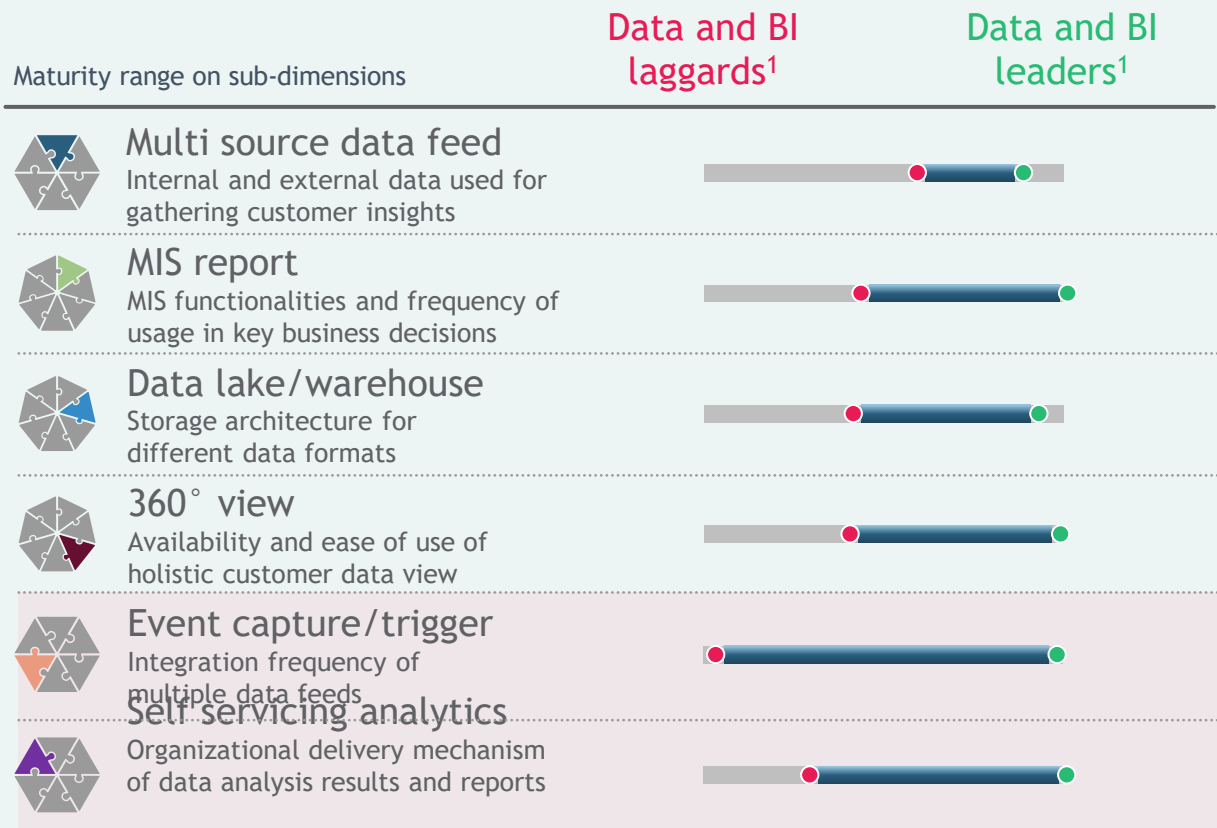 Maturity range on sub-dimensions
Data and BI
laggards¹
Data and BI
leaders¹
Multi source data feed
Internal and external data used for
gathering customer insights
MIS report
MIS functionalities and frequency of
usage in key business decisions
Data lake/warehouse
Storage architecture for
different data formats
360° view
Availability and ease of use of
holistic customer data view
Event capture/trigger
Integration frequency of
multiple data feeds
Self servicing analytics
Organizational delivery mechanism
of data analysis results and reports